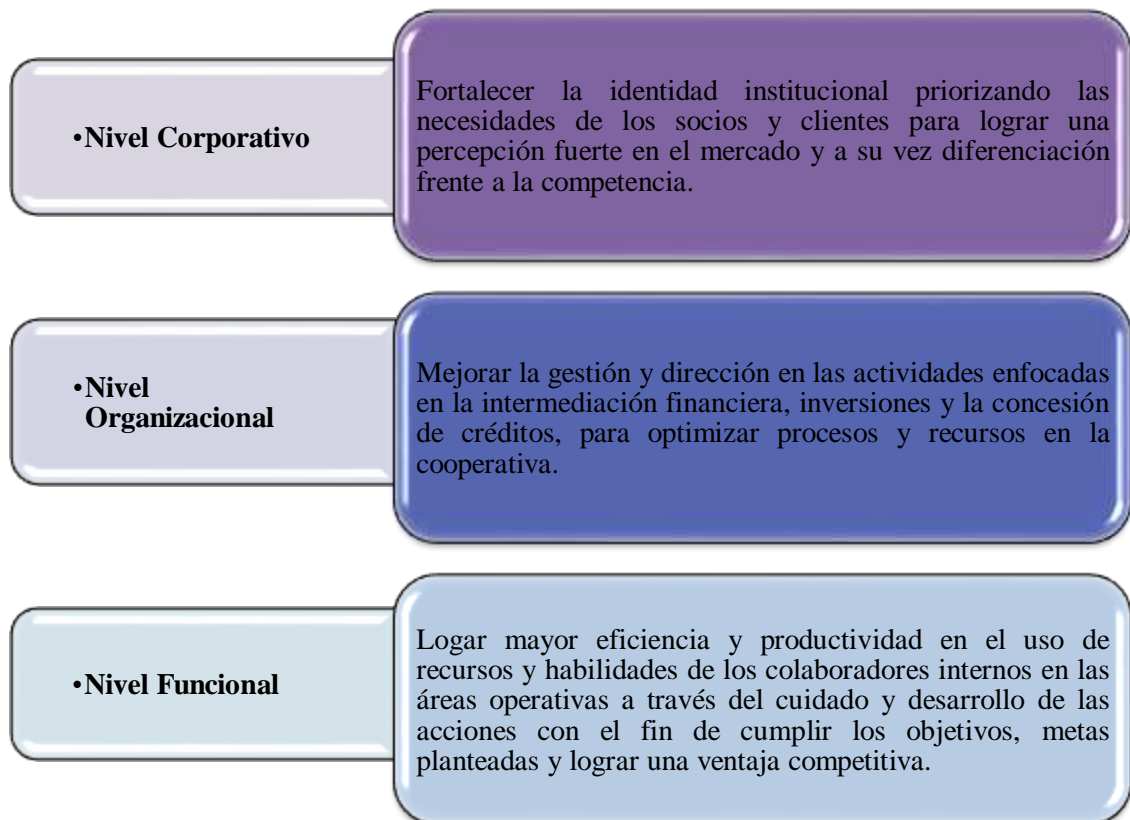 •Nivel Corporativo
Fortalecer la identidad institucional priorizando las
necesidades de los socios y clientes para lograr una
percepción fuerte en el mercado y a su vez diferenciación
frente a la competencia.
•Nivel
Organizacional
Mejorar la gestión y dirección en las actividades enfocadas
en la intermediación financiera, inversiones y la concesión
de créditos, para optimizar procesos y recursos en la
cooperativa.
•Nivel Funcional
Logar mayor eficiencia y productividad en el uso de
recursos y habilidades de los colaboradores internos en las
áreas operativas a través del cuidado y desarrollo de las
acciones con el fin de cumplir los objetivos, metas
planteadas y lograr una ventaja competitiva.